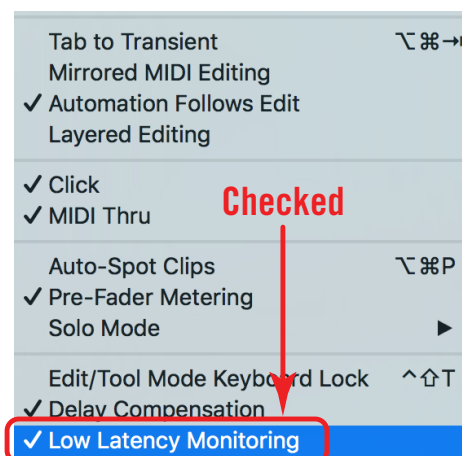 Tab to Transient ⌥⌘→
Mirrored MIDI Editing
✓ Automation Follows Edit
Layered Editing
✓ Click
✓ MIDI Thru
Checked
Auto-Spot Clips ⌥⌘P
✓ Pre-Fader Metering
Solo Mode ▶
Edit/Tool Mode Keyboard Lock ^⇧T
✓ Delay Compensation
✓ Low Latency Monitoring